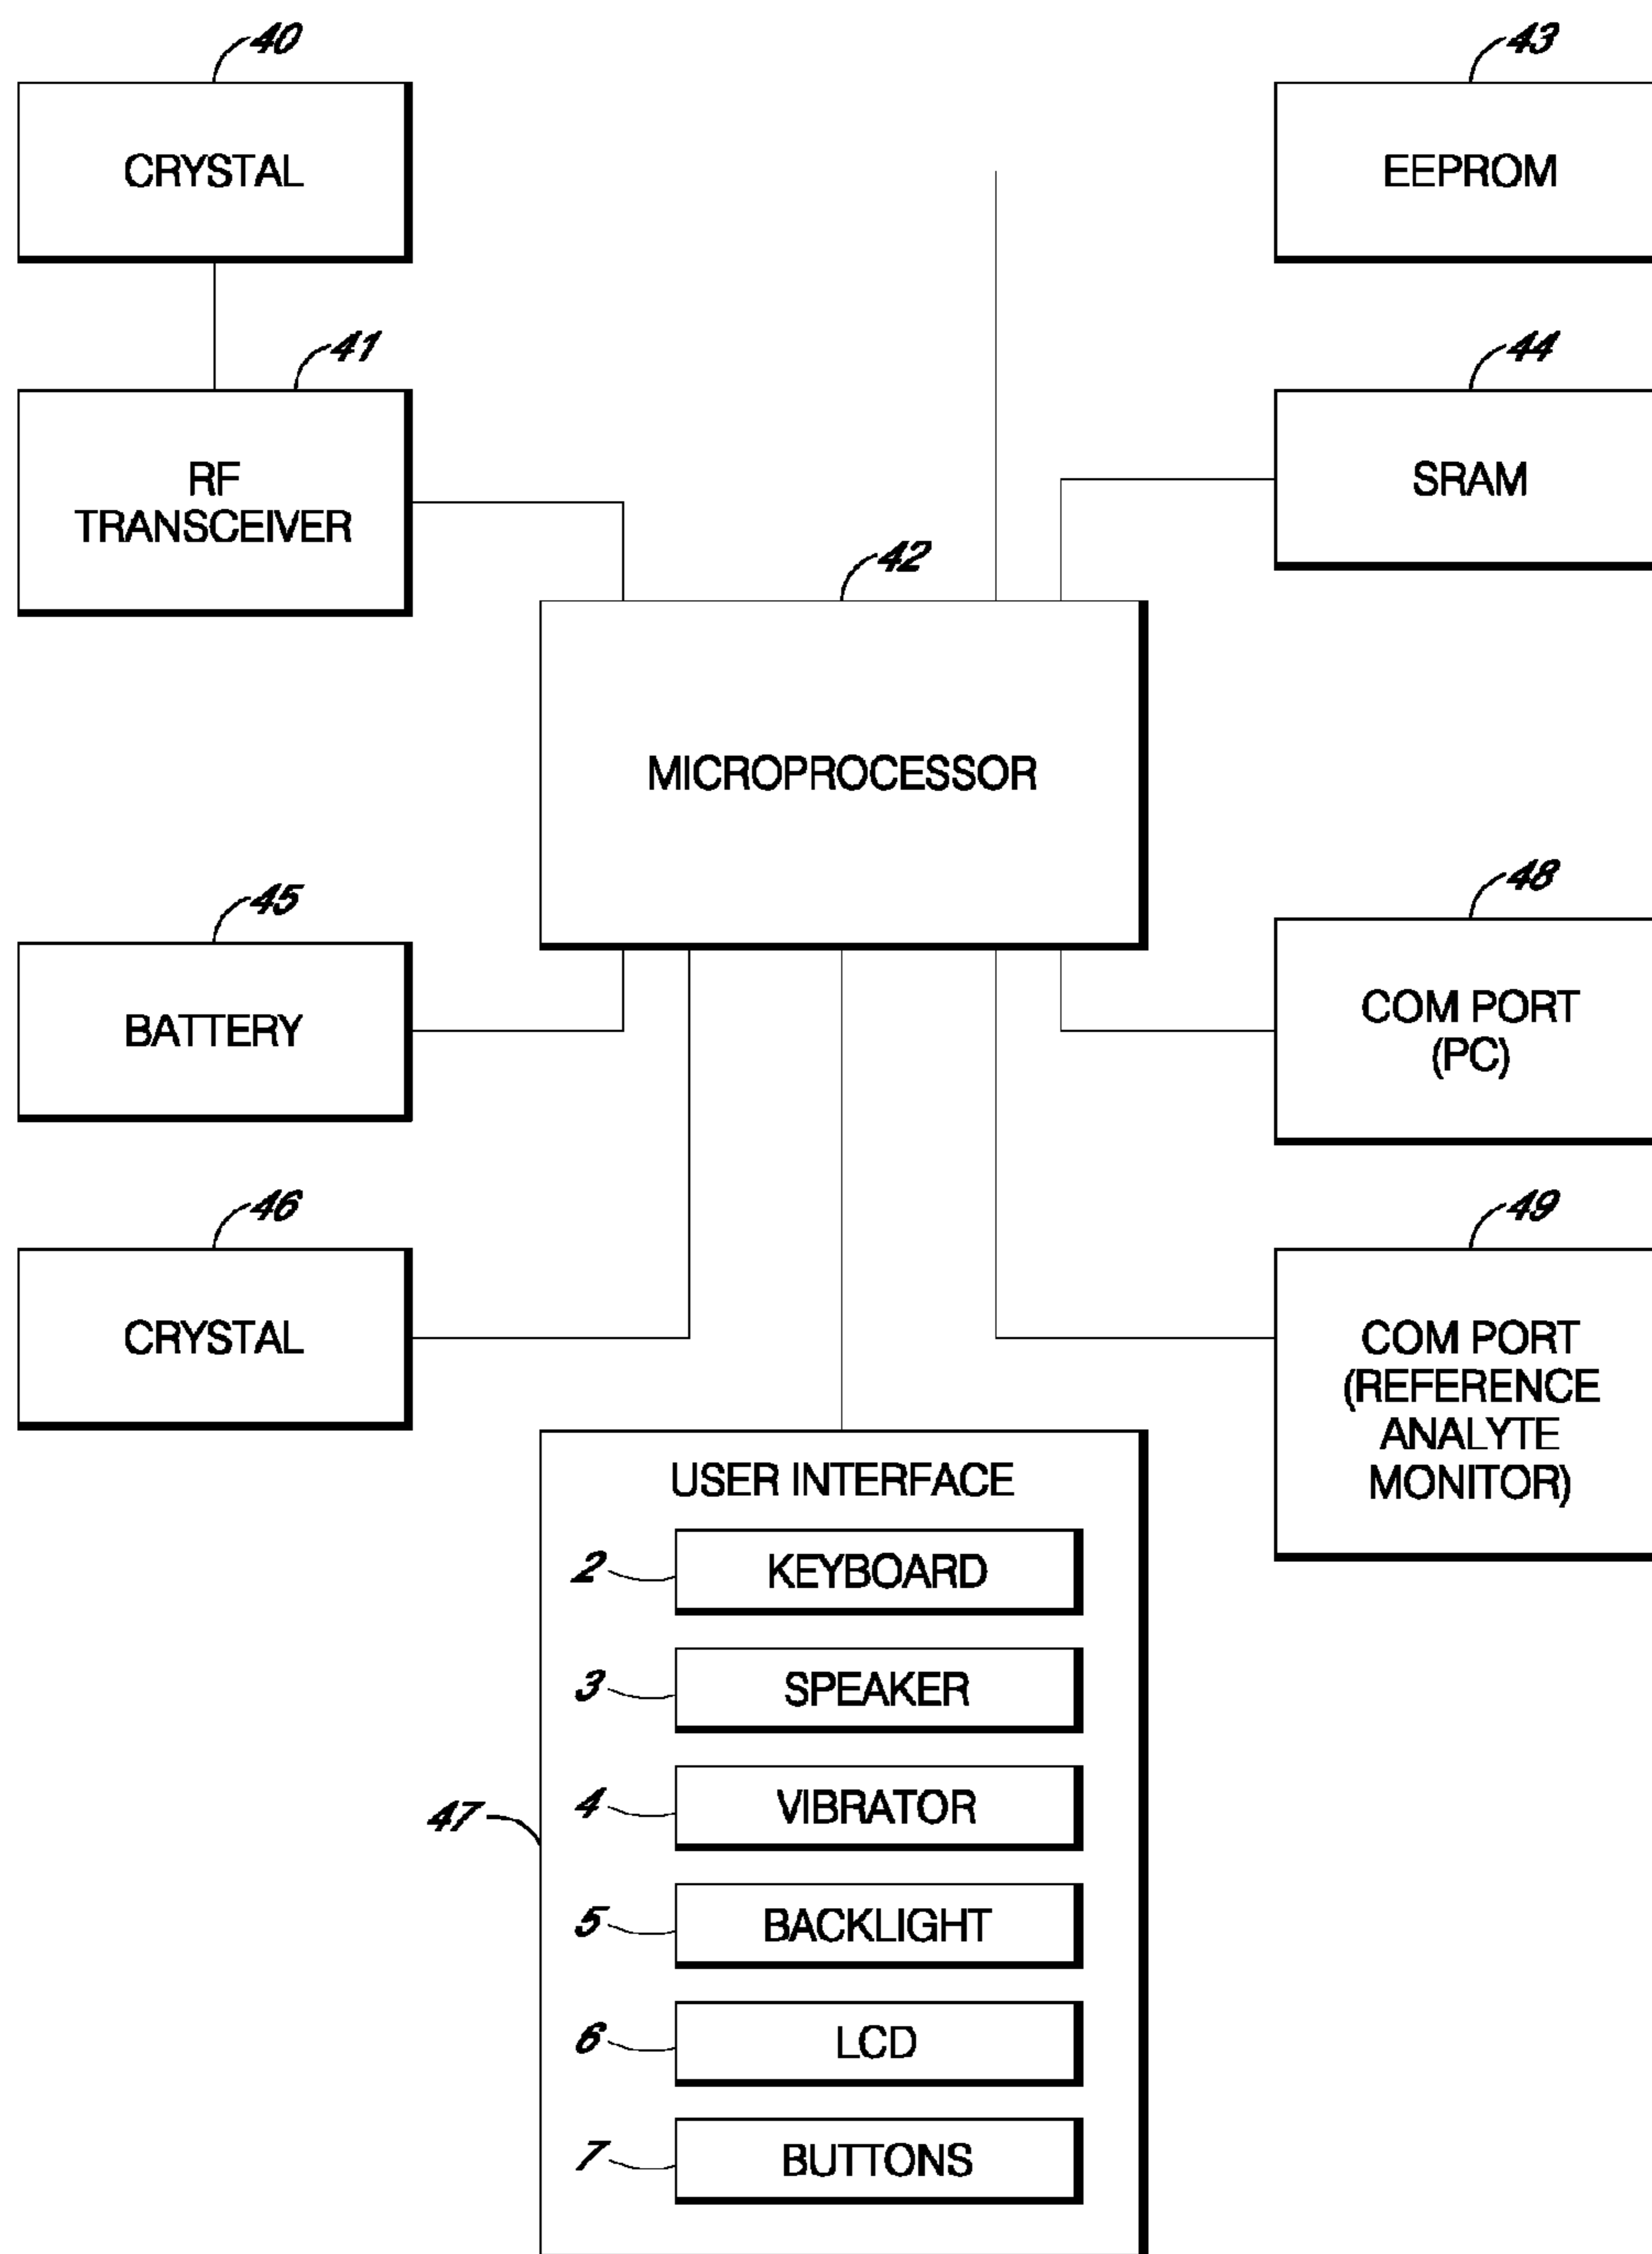 40
CRYSTAL
43
EEPROM
41
RF
TRANSCEIVER
44
SRAM
42
MICROPROCESSOR
45
BATTERY
48
COM PORT
(PC)
46
CRYSTAL
49
COM PORT
(REFERENCE
ANALYTE
MONITOR)
47
USER INTERFACE
2
KEYBOARD
3
SPEAKER
4
VIBRATOR
5
BACKLIGHT
6
LCD
7
BUTTONS